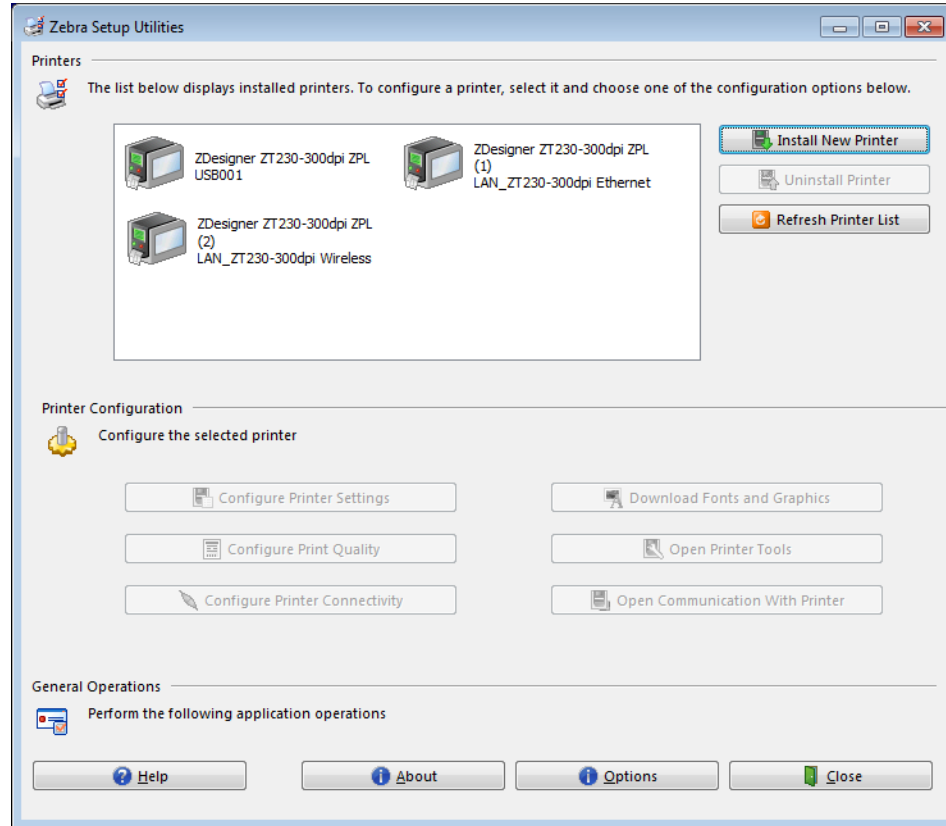 Zebra Setup Utilities
Printers
The list below displays installed printers. To configure a printer, select it and choose one of the configuration options below.
ZDesigner ZT230-300dpi ZPL
USB001
ZDesigner ZT230-300dpi ZPL
(1)
LAN_ZT230-300dpi Ethernet
ZDesigner ZT230-300dpi ZPL
(2)
LAN_ZT230-300dpi Wireless
Install New Printer
Uninstall Printer
Refresh Printer List
Printer Configuration
Configure the selected printer
Configure Printer Settings
Download Fonts and Graphics
Configure Print Quality
Open Printer Tools
Configure Printer Connectivity
Open Communication With Printer
General Operations
Perform the following application operations
Help
About
Options
Close